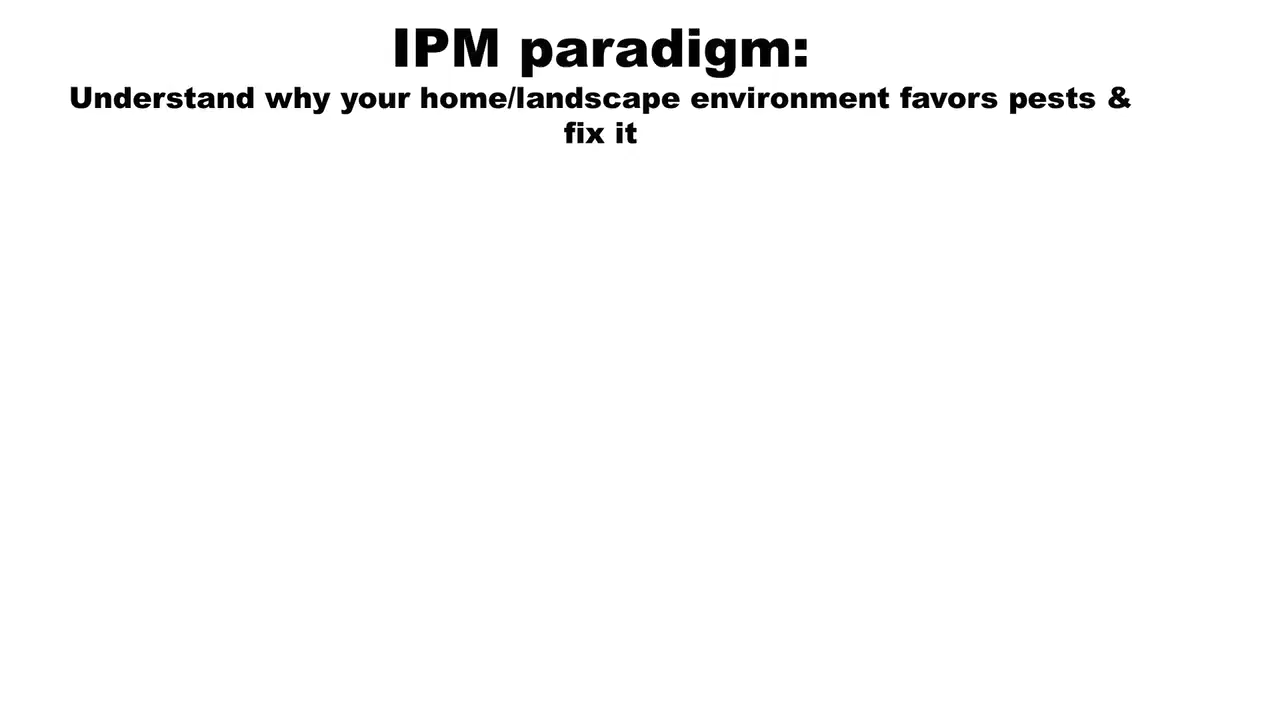 IPM paradigm:
Understand why your home/landscape environment favors pests &
fix it